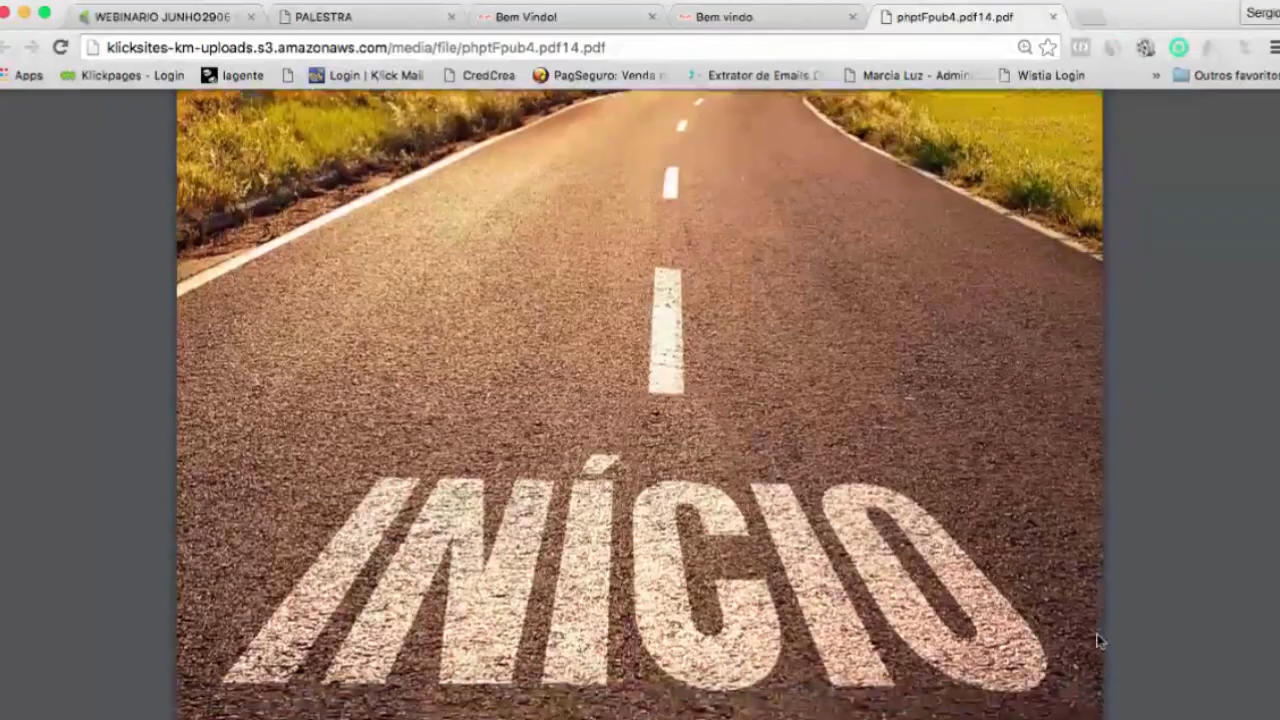 WEBINARIO JUNHO2906
PALESTRA
Bem Vindo!
Bem vindo
phptFpub4.pdf14.pdf
Sergio
klicksites-km-uploads.s3.amazonaws.com/media/file/phptFpub4.pdf14.pdf
Apps
Klickpages - Login
Iagente
Login | Klick Mail
CredCrea
PagSeguro: Venda
Extrator de Emails
Marcia Luz - Admin
Wistia Login
»
Outros favoritos
INÍCIO